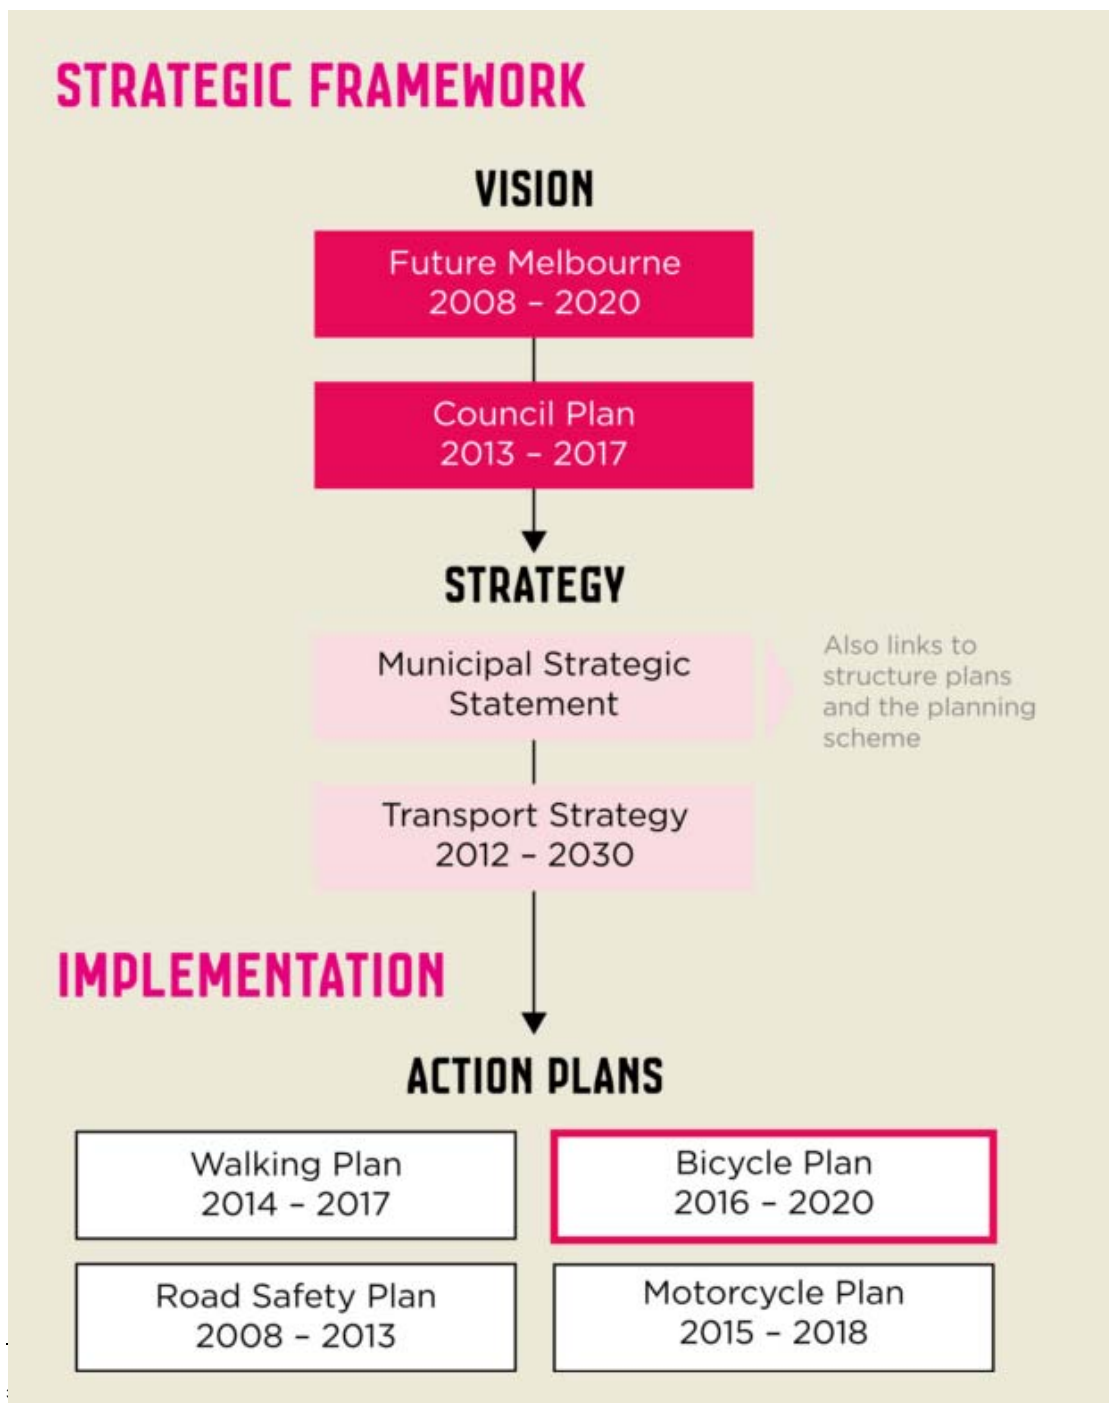 STRATEGIC FRAMEWORK
VISION
Future Melbourne
2008 – 2020
Council Plan
2013 – 2017
STRATEGY
Municipal Strategic
Statement
Also links to
structure plans
and the planning
scheme
Transport Strategy
2012 – 2030
IMPLEMENTATION
ACTION PLANS
Walking Plan
2014 – 2017
Bicycle Plan
2016 – 2020
Road Safety Plan
2008 – 2013
Motorcycle Plan
2015 – 2018